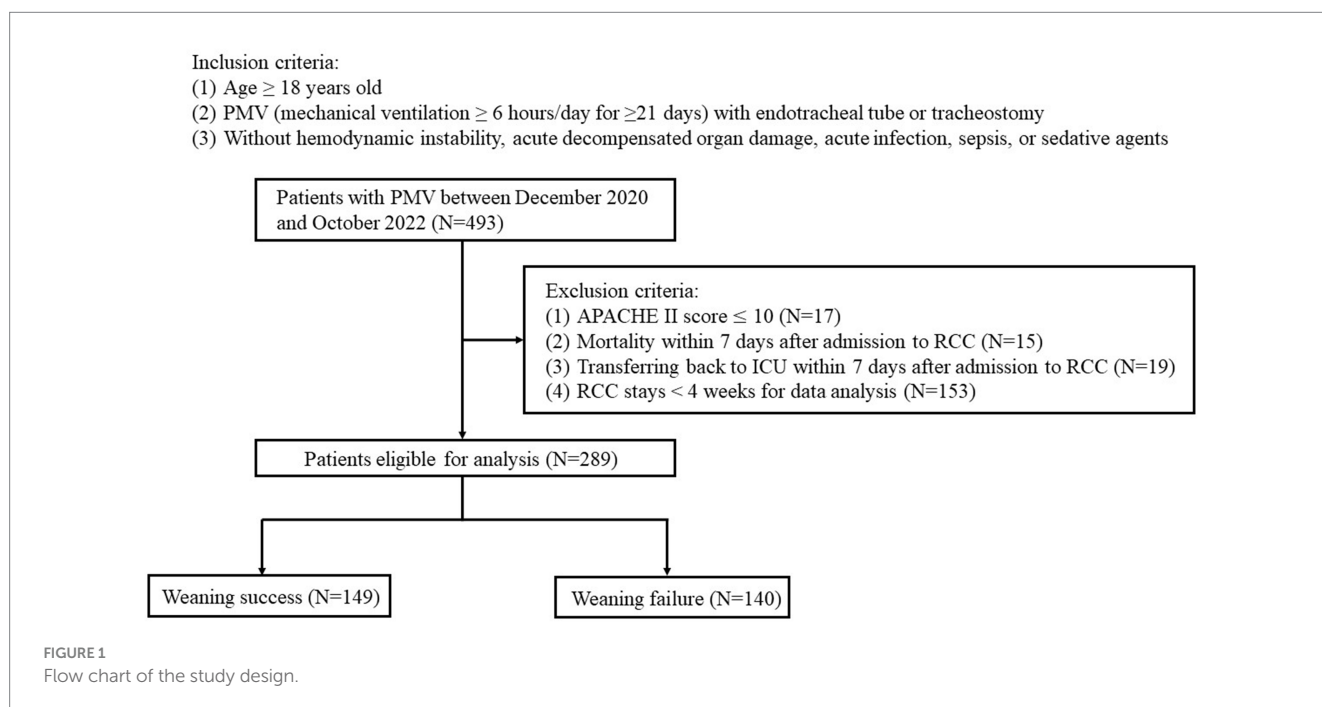 Inclusion criteria:
(1) Age ≥ 18 years old
(2) PMV (mechanical ventilation ≥ 6 hours/day for ≥21 days) with endotracheal tube or tracheostomy
(3) Without hemodynamic instability, acute decompensated organ damage, acute infection, sepsis, or sedative agents
Patients with PMV between December 2020
and October 2022 (N=493)
Exclusion criteria:
(1) APACHE II score ≤ 10 (N=17)
(2) Mortality within 7 days after admission to RCC (N=15)
(3) Transferring back to ICU within 7 days after admission to RCC (N=19)
(4) RCC stays < 4 weeks for data analysis (N=153)
Patients eligible for analysis (N=289)
Weaning success (N=149)
Weaning failure (N=140)
FIGURE 1
Flow chart of the study design.